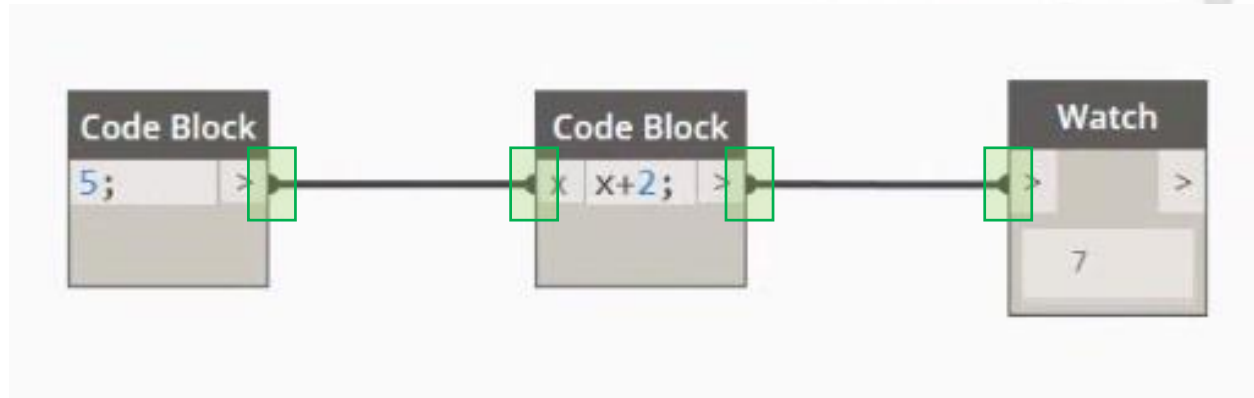 Code Block
5; >
Code Block
x x+2; >
Watch
> >
7